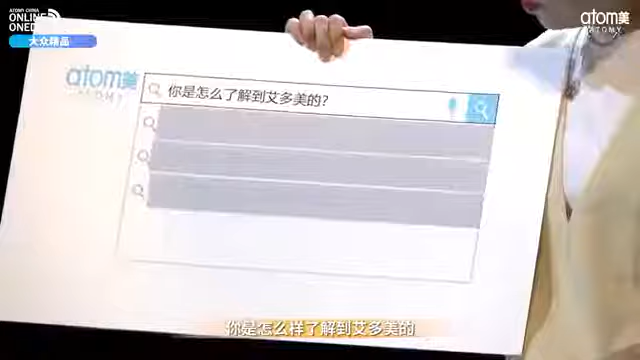 ATOMY CHINA
ONLINE
ONED
大众精品
atom美
ATOMY
atom美
ATOMY
你是怎么了解到艾多美的?
你是怎么样了解到艾多美的